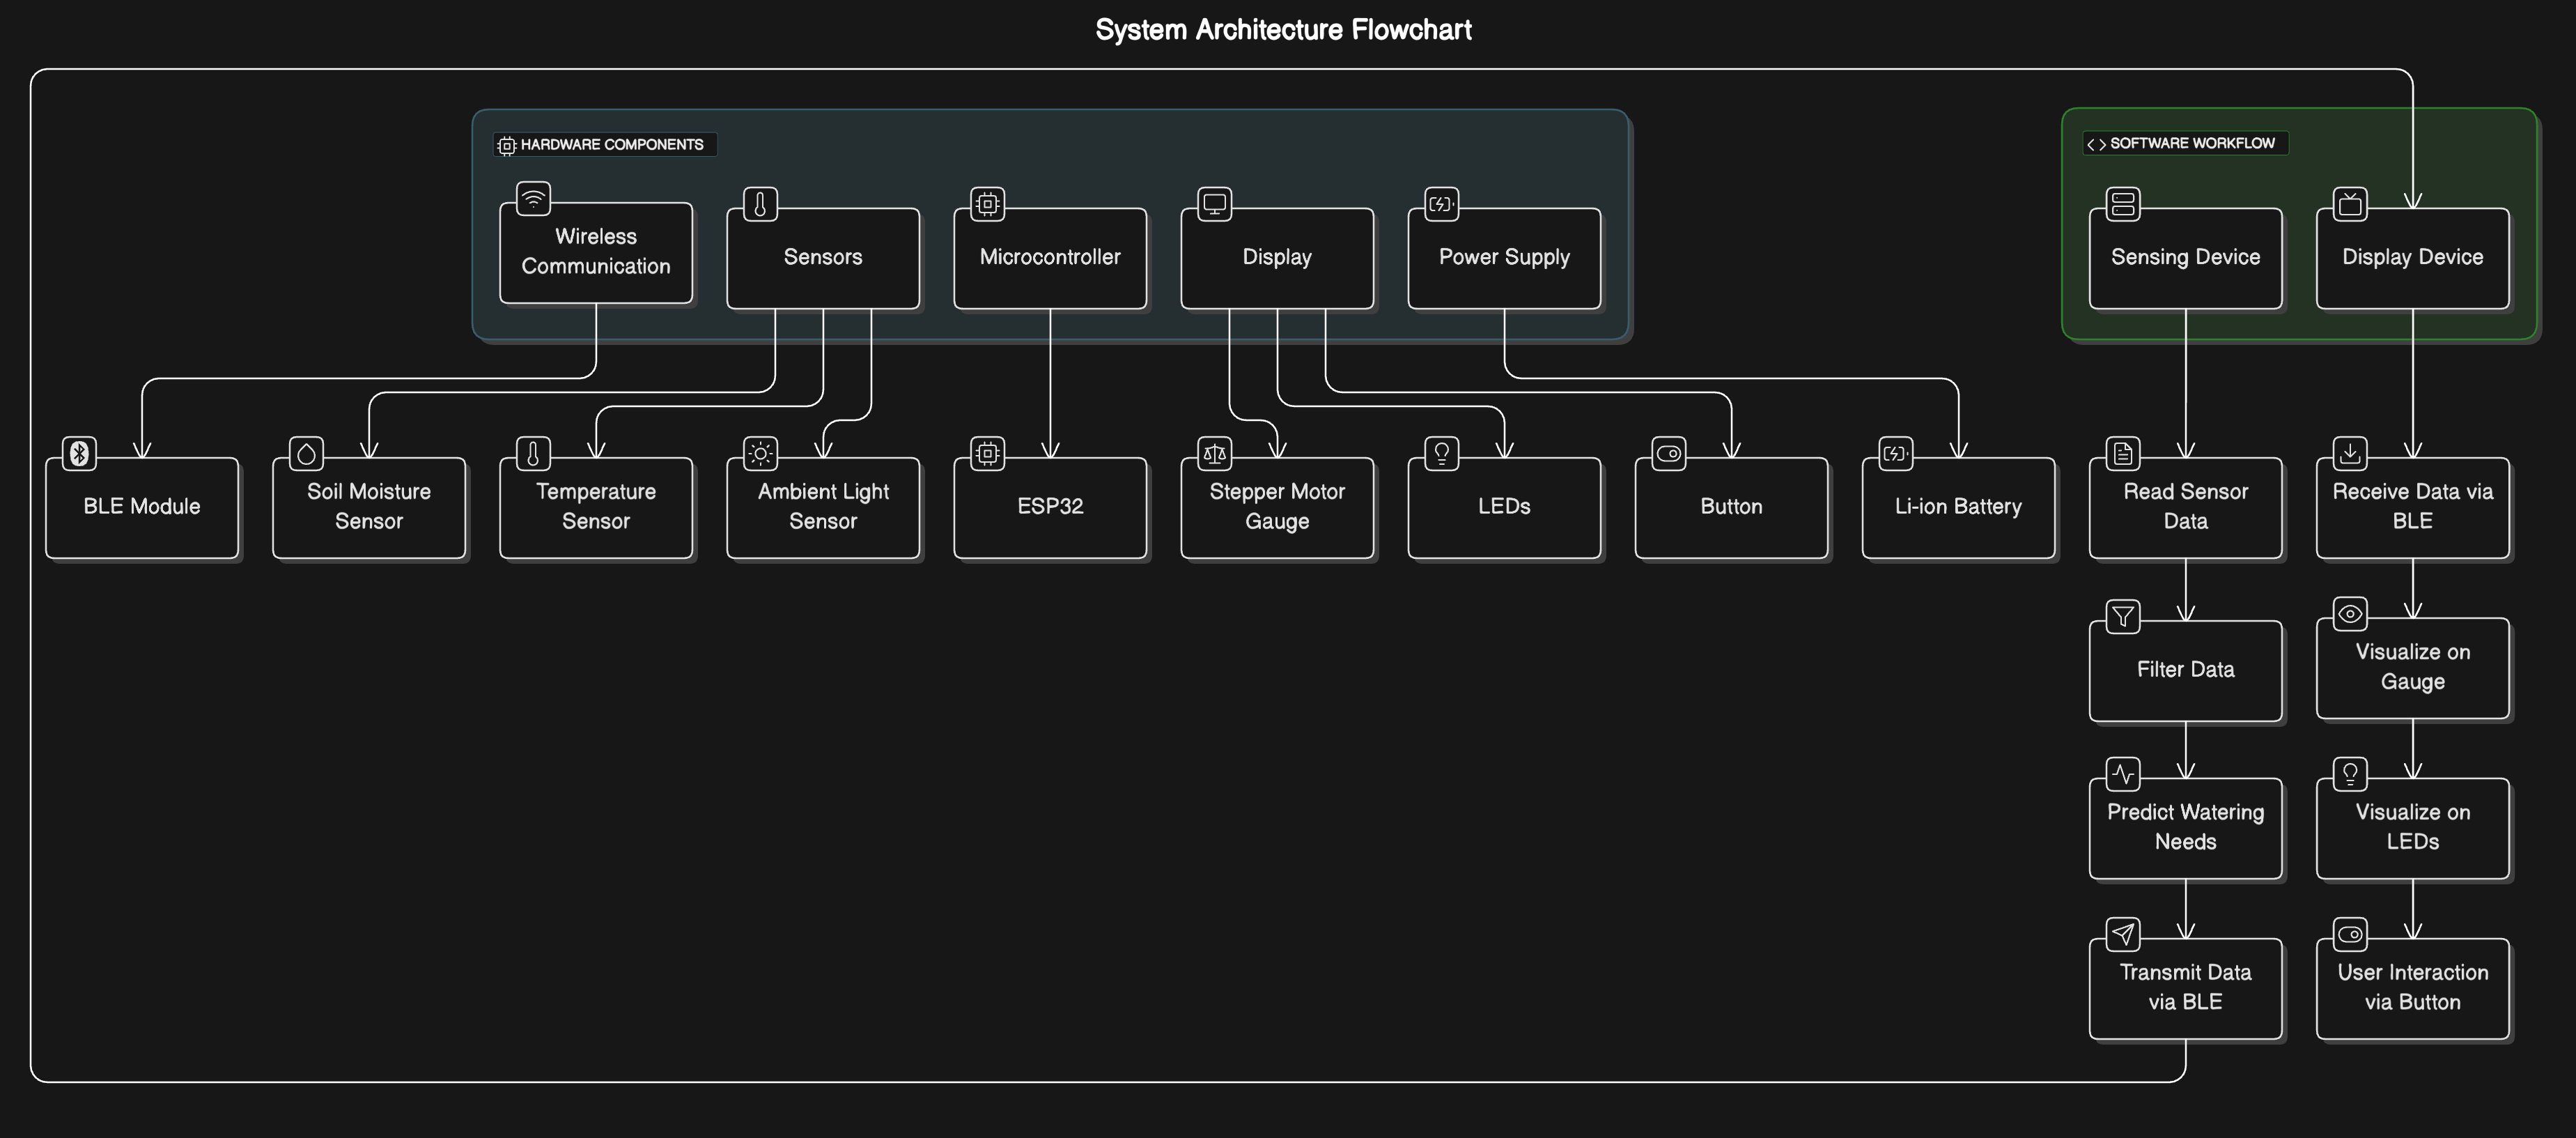 System Architecture Flowchart
HARDWARE COMPONENTS
SOFTWARE WORKFLOW
Wireless
Communication
Sensors
Microcontroller
Display
Power Supply
Sensing Device
Display Device
BLE Module
Soil Moisture
Sensor
Temperature
Sensor
Ambient Light
Sensor
ESP32
Stepper Motor
Gauge
LEDs
Button
Li-ion Battery
Read Sensor
Data
Receive Data via
BLE
Filter Data
Visualize on
Gauge
Predict Watering
Needs
Visualize on
LEDs
Transmit Data
via BLE
User Interaction
via Button